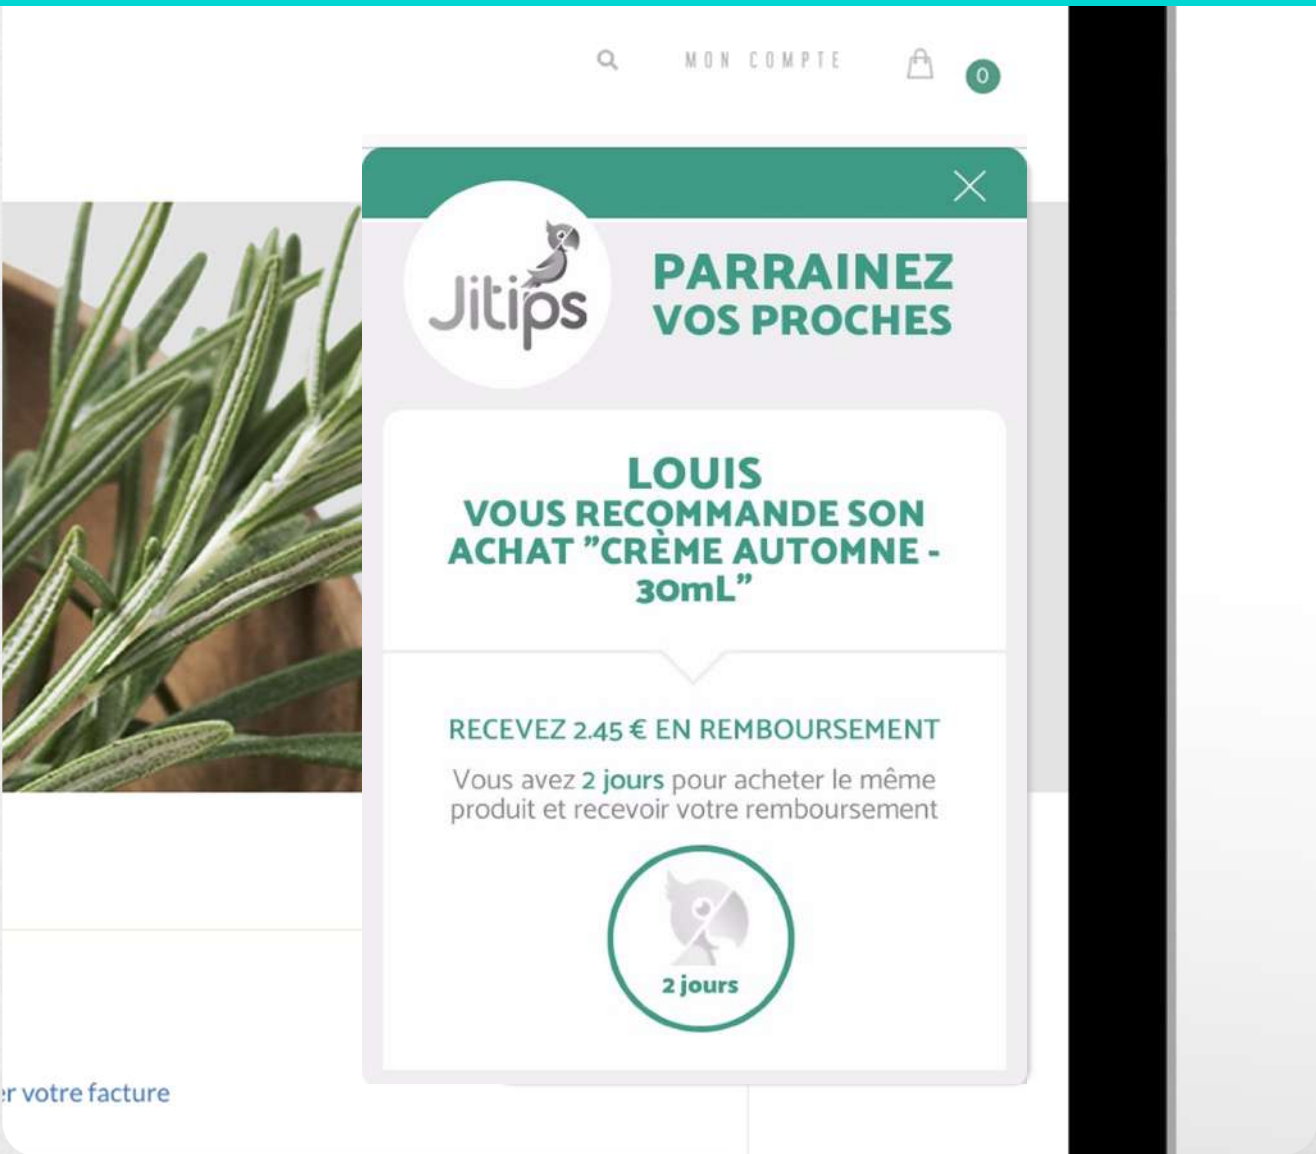 MON COMPTE
0
Jitips
PARRAINEZ
VOS PROCHES
LOUIS
VOUS RECOMMANDE SON
ACHAT ”CRÈME AUTOMNE -
30mL”
RECEVEZ 2.45 € EN REMBOURSEMENT
Vous avez 2 jours pour acheter le même
produit et recevoir votre remboursement
2 jours
er votre facture